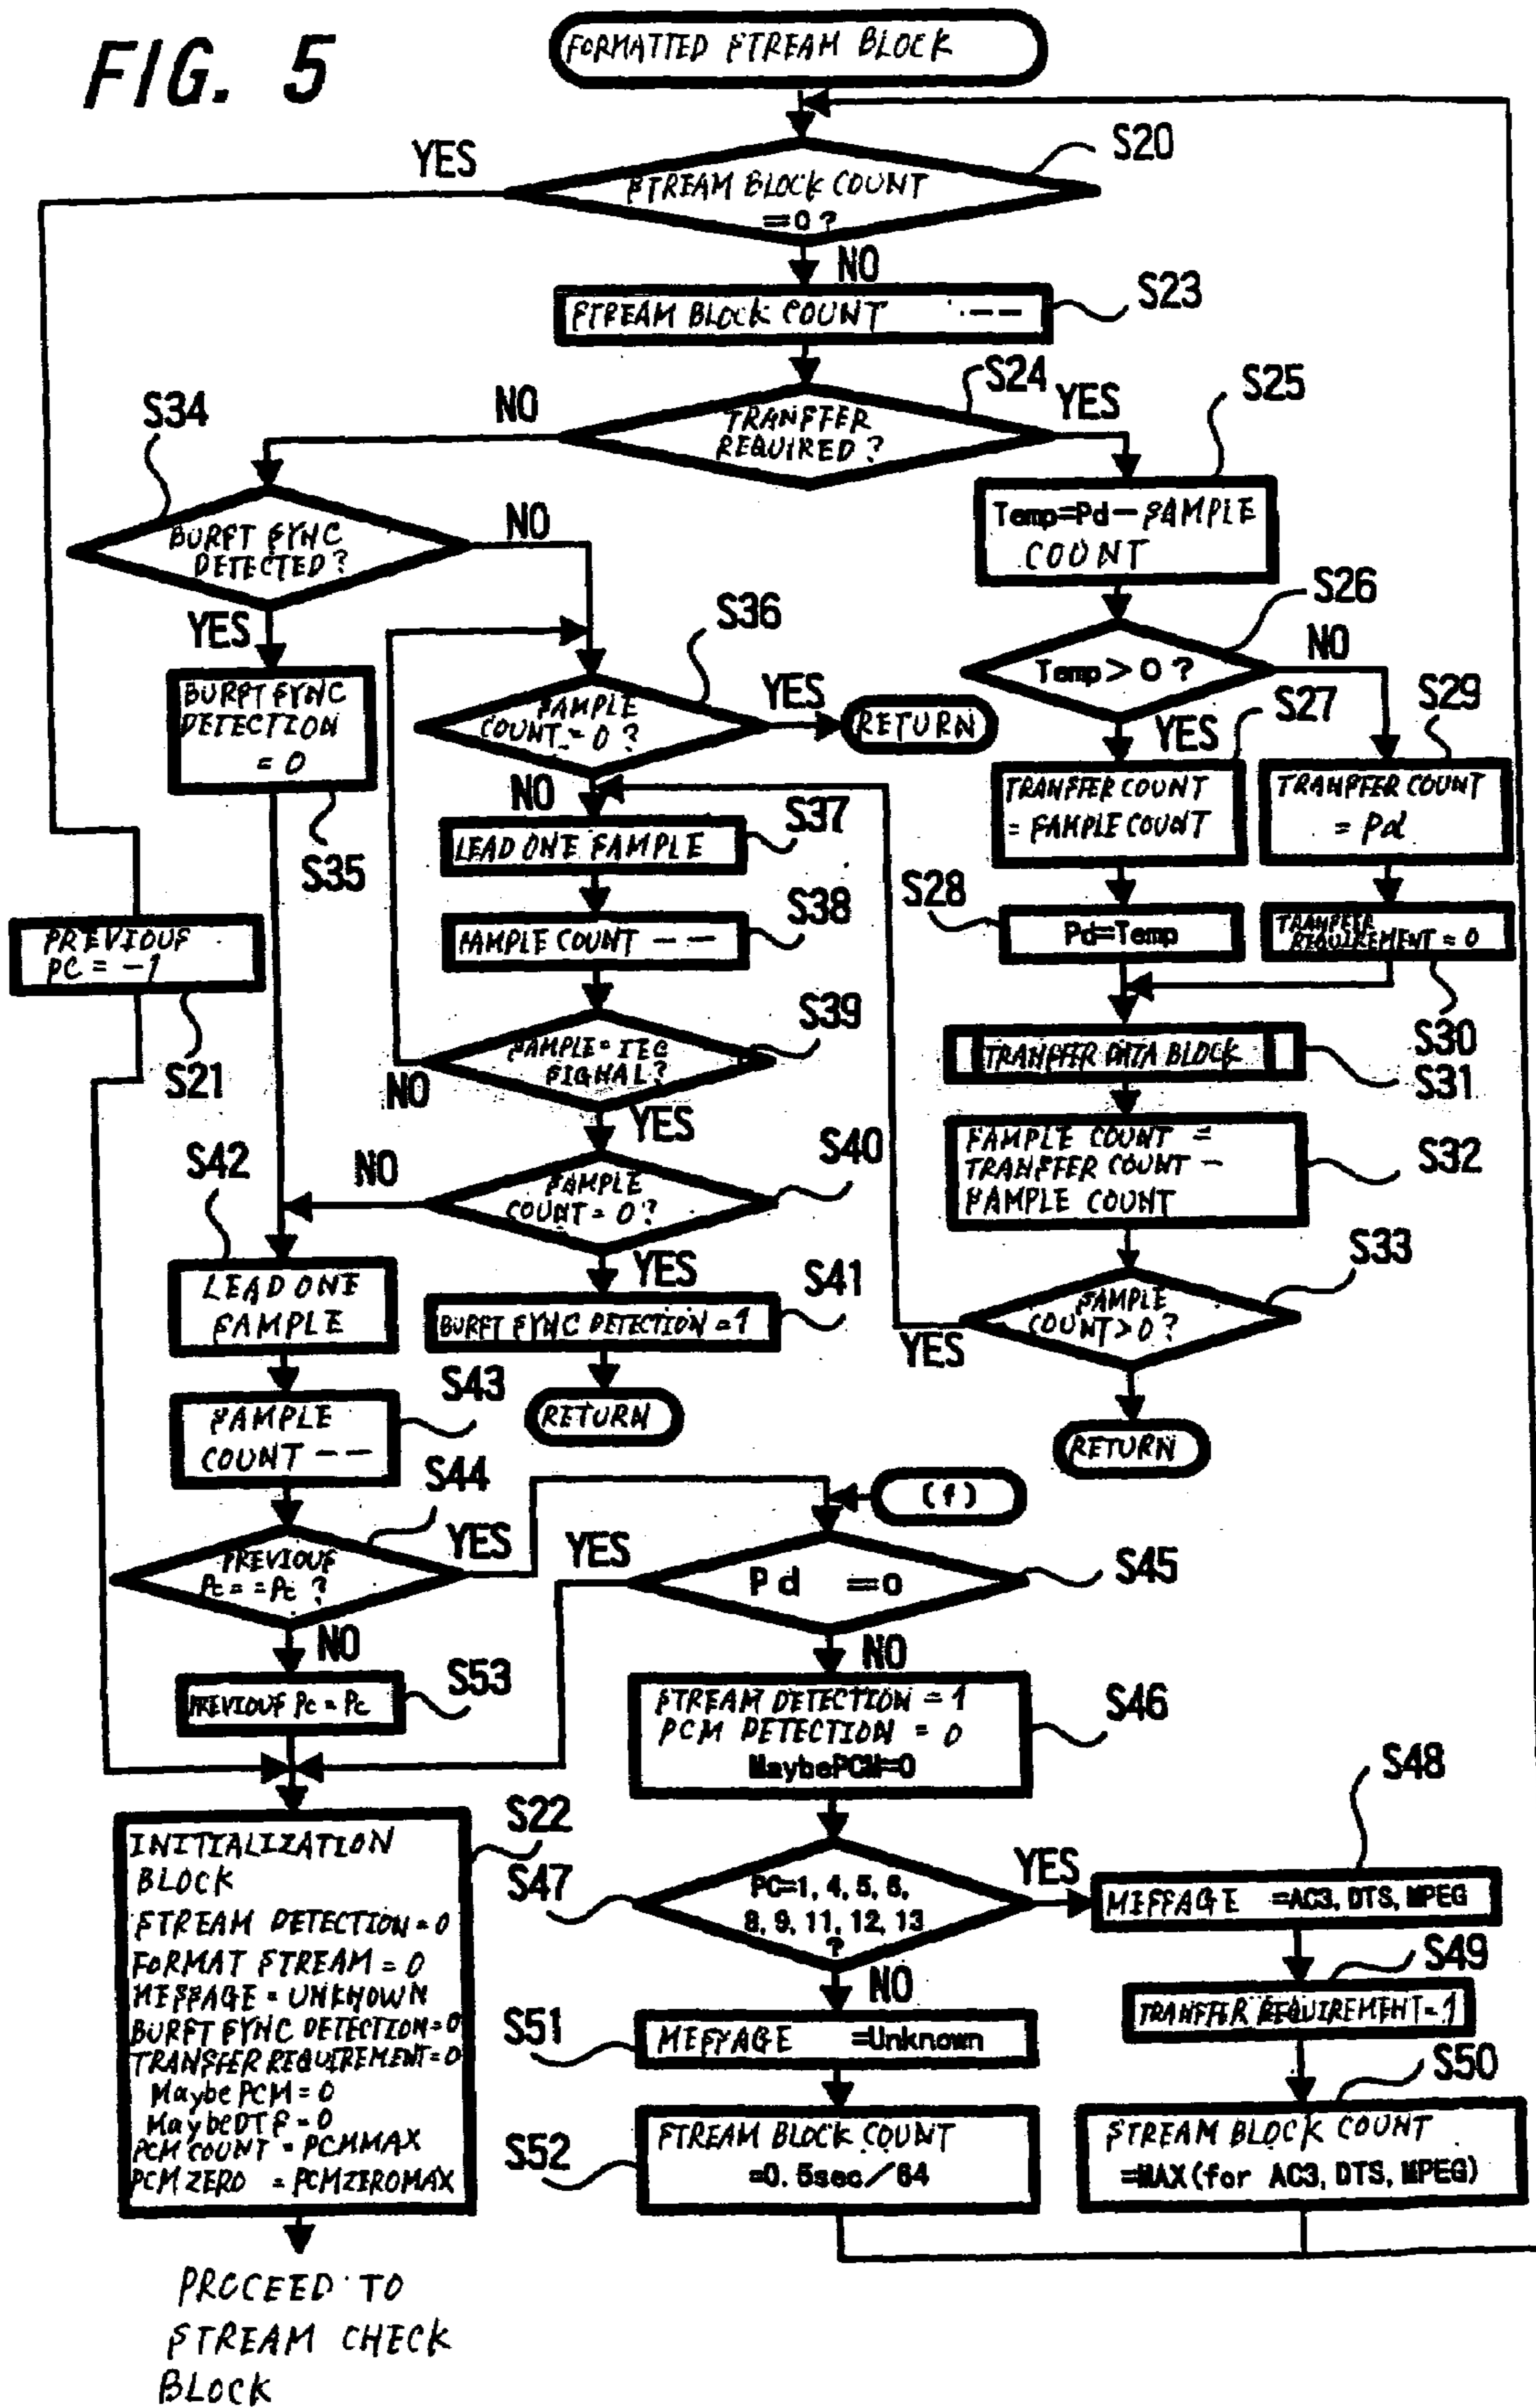 FIG. 5
FORMATTED STREAM BLOCK
S20
YES
STREAM BLOCK COUNT
==0?
NO
STREAM BLOCK COUNT --
S23
S24
NO
YES
TRANSFER
REQUIRED?
S25
S34
Temp=Pd-SAMPLE
COUNT
BURST SYNC
DETECTED?
NO
YES
S26
Temp>0?
NO
YES
S36
SAMPLE
COUNT = 0?
YES
RETURN
NO
BURST SYNC
DETECTION
= 0
S35
S27
TRANSFER COUNT
= SAMPLE COUNT
S29
TRANSFER COUNT
= Pd
LEAD ONE SAMPLE
S37
S28
Pd=Temp
TRANSFER
REQUIREMENT = 0
S30
SAMPLE COUNT --
S38
PREVIOUS
PC = -1
S21
SAMPLE = IEC
SIGNAL?
S39
NO
YES
TRANSFER DATA BLOCK
S31
SAMPLE COUNT =
TRANSFER COUNT -
SAMPLE COUNT
S32
S42
NO
SAMPLE
COUNT = 0?
S40
YES
S33
SAMPLE
COUNT>0?
YES
LEAD ONE
SAMPLE
BURST SYNC DETECTION = 1
S41
S43
SAMPLE
COUNT --
RETURN
RETURN
S44
(f)
PREVIOUS
Pc = = Pc ?
YES
YES
Pd ==0
S45
NO
NO
PREVIOUS Pc = Pc
S53
STREAM DETECTION = 1
PCM DETECTION = 0
MaybePCM=0
S46
S48
S22
INITIALIZATION
BLOCK
STREAM DETECTION = 0
FORMAT STREAM = 0
MESSAGE = UNKNOWN
BURST SYNC DETECTION=0
TRANSFER REQUIREMENT=0
MaybePCM = 0
MaybeDTS = 0
PCM COUNT = PCMMAX
PCM ZERO = PCMZEROMAX
S47
PC=1, 4, 5, 6,
8, 9, 11, 12, 13
?
YES
MESSAGE =AC3, DTS, MPEG
S49
NO
TRANSFER REQUIREMENT=1
S51
MESSAGE =Unknown
S50
S52
STREAM BLOCK COUNT
=0.5sec/64
STREAM BLOCK COUNT
=MAX(for AC3, DTS, MPEG)
PROCEED TO
STREAM CHECK
BLOCK